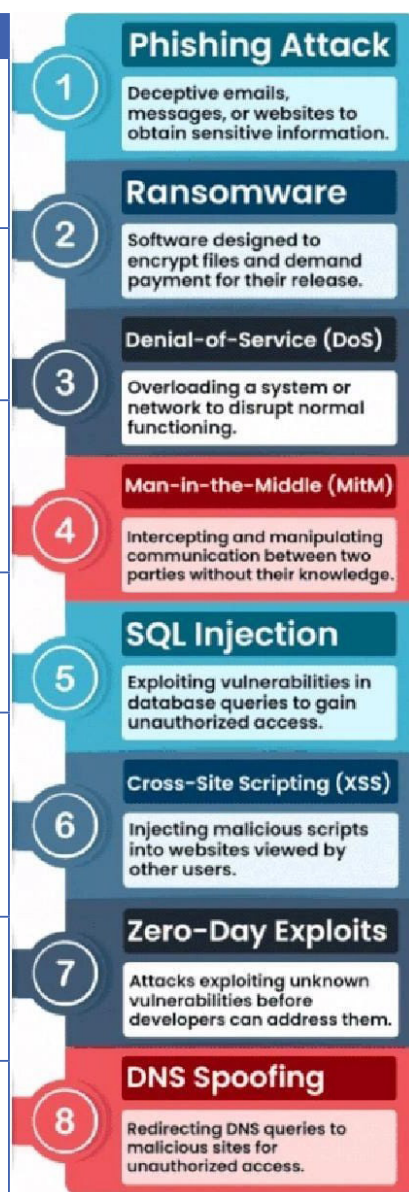 1
Phishing Attack
Deceptive emails,
messages, or websites to
obtain sensitive information.
2
Ransomware
Software designed to
encrypt files and demand
payment for their release.
3
Denial-of-Service (DoS)
Overloading a system or
network to disrupt normal
functioning.
4
Man-in-the-Middle (MitM)
Intercepting and manipulating
communication between two
parties without their knowledge.
5
SQL Injection
Exploiting vulnerabilities in
database queries to gain
unauthorized access.
6
Cross-Site Scripting (XSS)
Injecting malicious scripts
into websites viewed by
other users.
7
Zero-Day Exploits
Attacks exploiting unknown
vulnerabilities before
developers can address them.
8
DNS Spoofing
Redirecting DNS queries to
malicious sites for
unauthorized access.